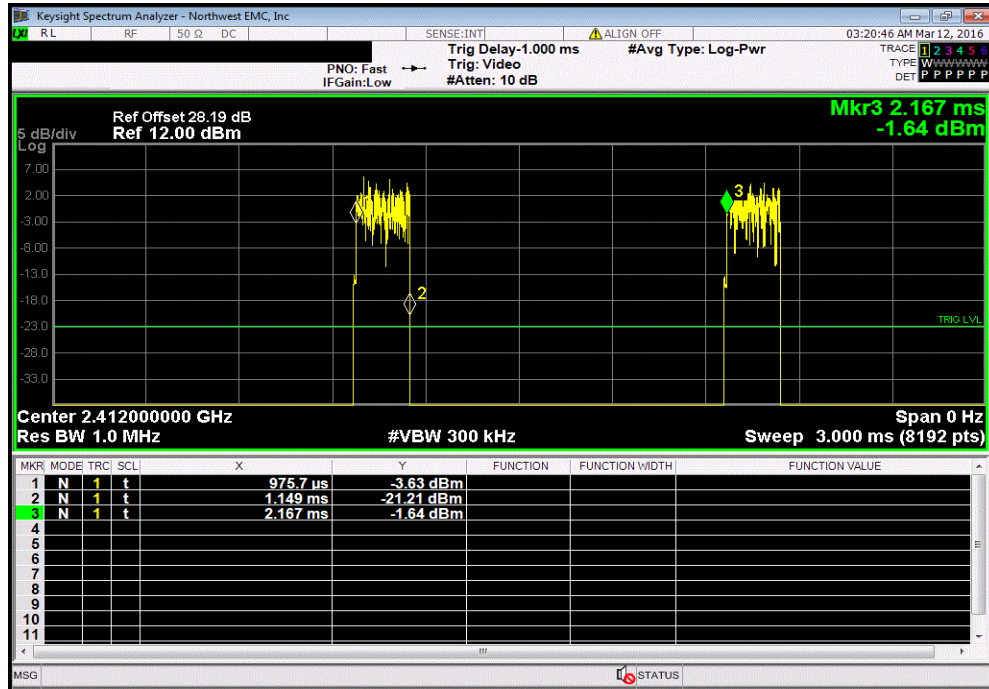 Keysight Spectrum Analyzer - Northwest EMC, Inc
LXI RL RF 50 Ω DC SENSE:INT ALIGN OFF 03:20:46 AM Mar 12, 2016
Trig Delay-1.000 ms #Avg Type: Log-Pwr TRACE 1 2 3 4 5 6
PNO: Fast Trig: Video TYPE WWWWWW
IFGain:Low #Atten: 10 dB DET P P P P P P
Mkr3 2.167 ms
-1.64 dBm
Ref Offset 28.19 dB
5 dB/div Ref 12.00 dBm
Log
7.00
2.00
-3.00
-8.00
-13.0
-18.0
-23.0
-28.0
-33.0
3
2
TRIG LVL
Center 2.412000000 GHz Span 0 Hz
Res BW 1.0 MHz #VBW 300 kHz Sweep 3.000 ms (8192 pts)
MKR MODE TRC SCL X Y FUNCTION FUNCTION WIDTH FUNCTION VALUE
1 N 1 t 975.7 µs -3.63 dBm
2 N 1 t 1.149 ms -21.21 dBm
3 N 1 t 2.167 ms -1.64 dBm
4
5
6
7
8
9
10
11
MSG STATUS